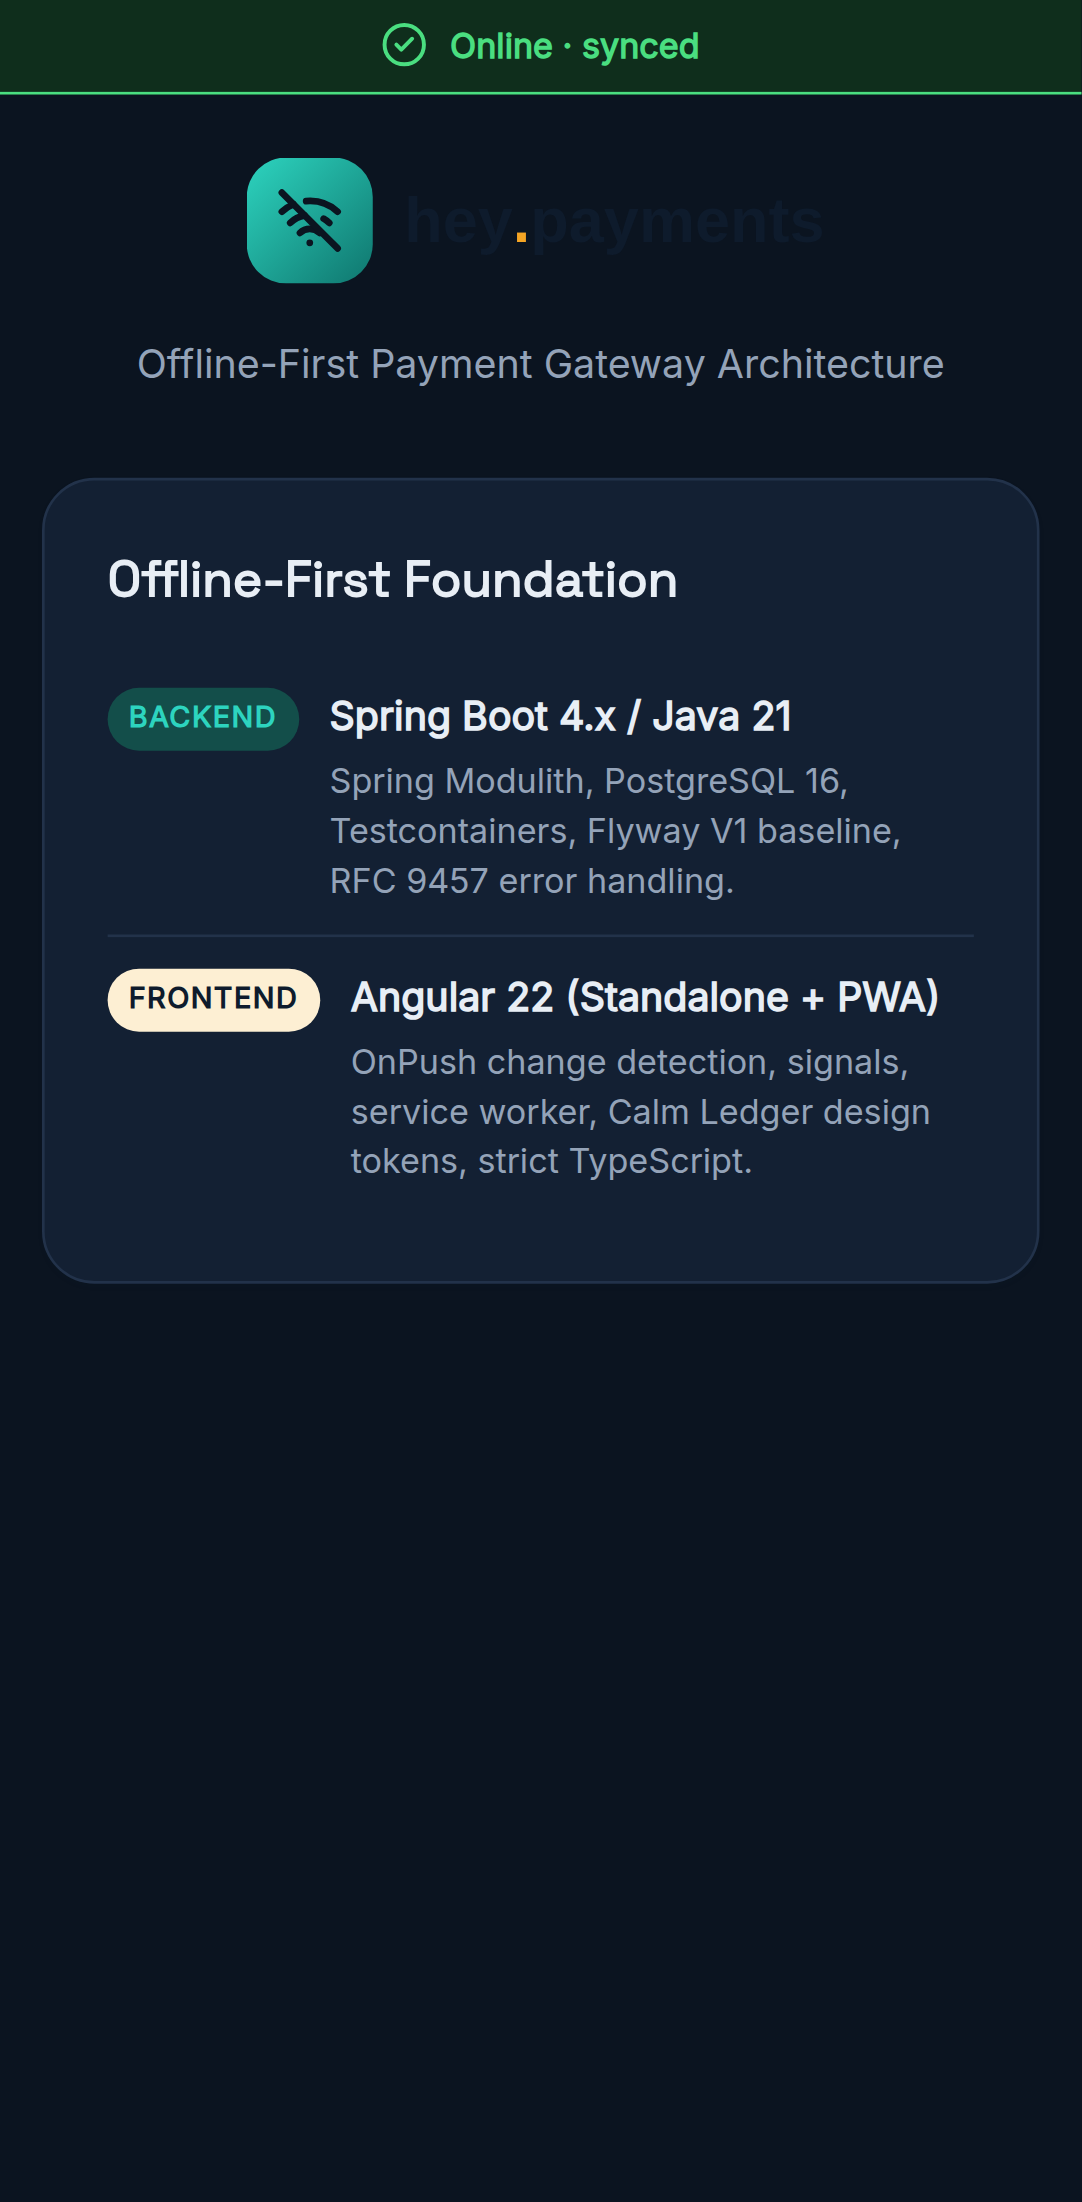 Online · synced
hey.payments
Offline-First Payment Gateway Architecture
Offline-First Foundation
BACKEND
Spring Boot 4.x / Java 21
Spring Modulith, PostgreSQL 16,
Testcontainers, Flyway V1 baseline,
RFC 9457 error handling.
FRONTEND
Angular 22 (Standalone + PWA)
OnPush change detection, signals,
service worker, Calm Ledger design
tokens, strict TypeScript.